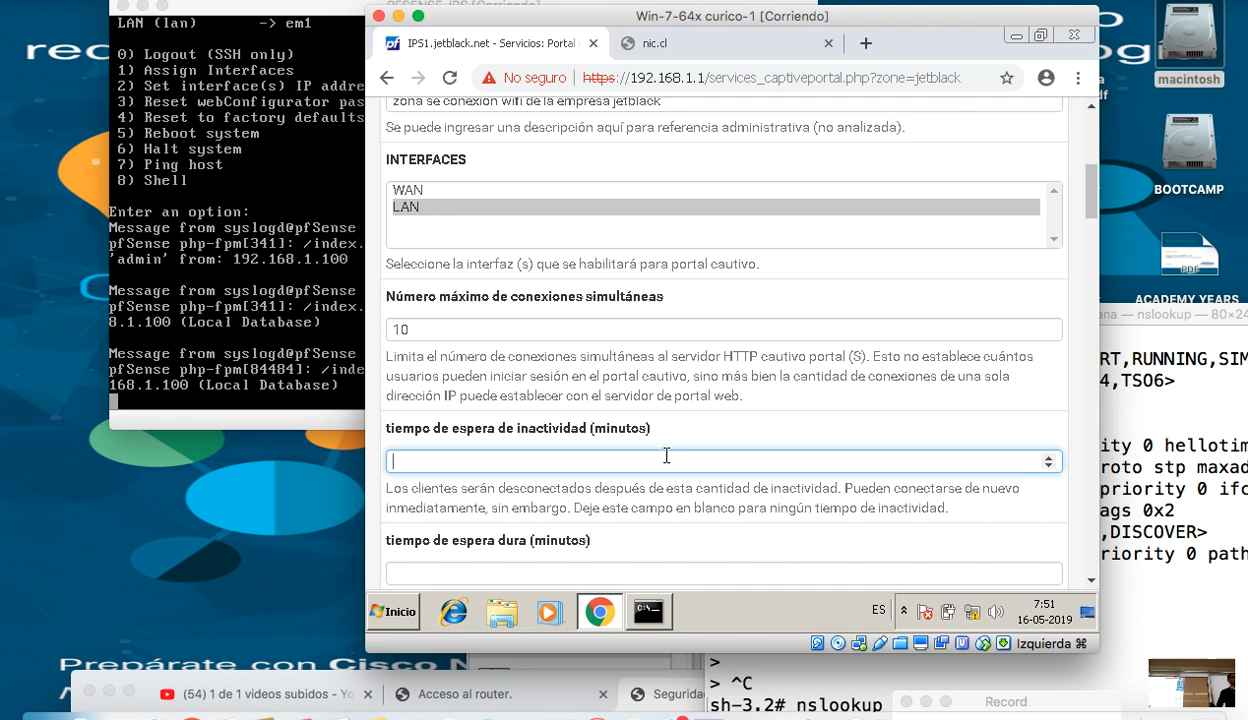 LAN (lan)       -> em1
0) Logout (SSH only)
1) Assign Interfaces
2) Set interface(s) IP addre
3) Reset webConfigurator pas
4) Reset to factory defaults
5) Reboot system
6) Halt system
7) Ping host
8) Shell
Enter an option:
Message from syslogd@pfSense
pfSense php-fpm[341]: /index.
'admin' from: 192.168.1.100
Message from syslogd@pfSense
pfSense php-fpm[341]: /index.
8.1.100 (Local Database)
Message from syslogd@pfSense
pfSense php-fpm[84484]: /inde
168.1.100 (Local Database)
Win-7-64x curico-1 [Corriendo]
IPS1.jetblack.net - Servicios: Portal
nic.cl
No seguro | https://192.168.1.1/services_captiveportal.php?zone=jetblack
zona se conexion wifi de la empresa jetblack
Se puede ingresar una descripción aquí para referencia administrativa (no analizada).
INTERFACES
WAN
LAN
Seleccione la interfaz (s) que se habilitará para portal cautivo.
Número máximo de conexiones simultáneas
10
Limita el número de conexiones simultáneas al servidor HTTP cautivo portal (S). Esto no establece cuántos
usuarios pueden iniciar sesión en el portal cautivo, sino más bien la cantidad de conexiones de una sola
dirección IP puede establecer con el servidor de portal web.
tiempo de espera de inactividad (minutos)
Los clientes serán desconectados después de esta cantidad de inactividad. Pueden conectarse de nuevo
inmediatamente, sin embargo. Deje este campo en blanco para ningún tiempo de inactividad.
tiempo de espera dura (minutos)
Inicio
ES
7:51
16-05-2019
Izquierda ⌘
macintosh
BOOTCAMP
PDF
ACADEMY YEARS
ana — nslookup — 80×24
RT,RUNNING,SIM
4,TSO6>
ity 0 hellotim
roto stp maxad
priority 0 ifc
ags 0x2
,DISCOVER>
riority 0 path
Prepárate con Cisco N
(54) 1 de 1 videos subidos - Yo
Acceso al router.
Segurida
>
> ^C
sh-3.2# nslookup
Record